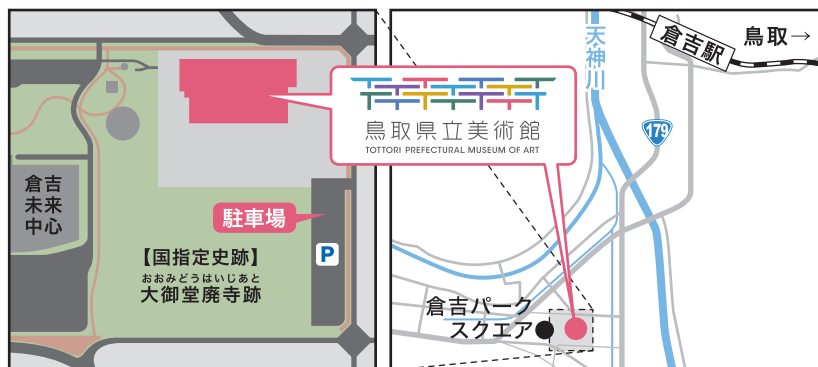 倉吉
未来
中心
駐車場
P
【国指定史跡】
おおみどうはいじあと
大御堂廃寺跡
鳥取県立美術館
TOTTORI PREFECTURAL MUSEUM OF ART
天神川
倉吉駅
鳥取→
179
倉吉パーク
スクエア